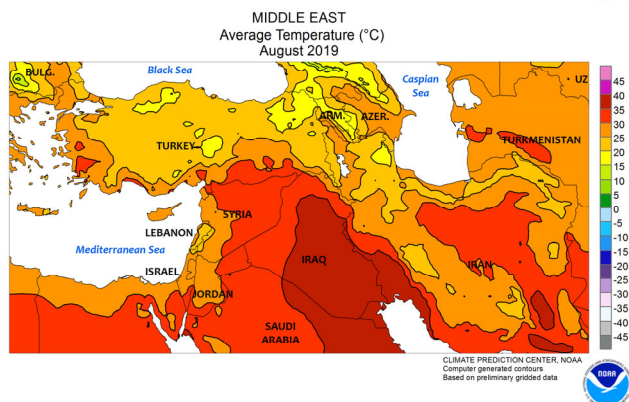 MIDDLE EAST
Average Temperature (°C)
August 2019
BULG.
Black Sea
Caspian
Sea
UZ
ARM.
AZER.
TURKEY
TURKMENISTAN
SYRIA
LEBANON
Mediterranean Sea
ISRAEL
IRAQ
IRAN
JORDAN
SAUDI
ARABIA
45
40
35
30
25
20
15
10
5
0
-5
-10
-15
-20
-25
-30
-35
-40
-45
CLIMATE PREDICTION CENTER, NOAA
Computer generated contours
Based on preliminary gridded data
NOAA